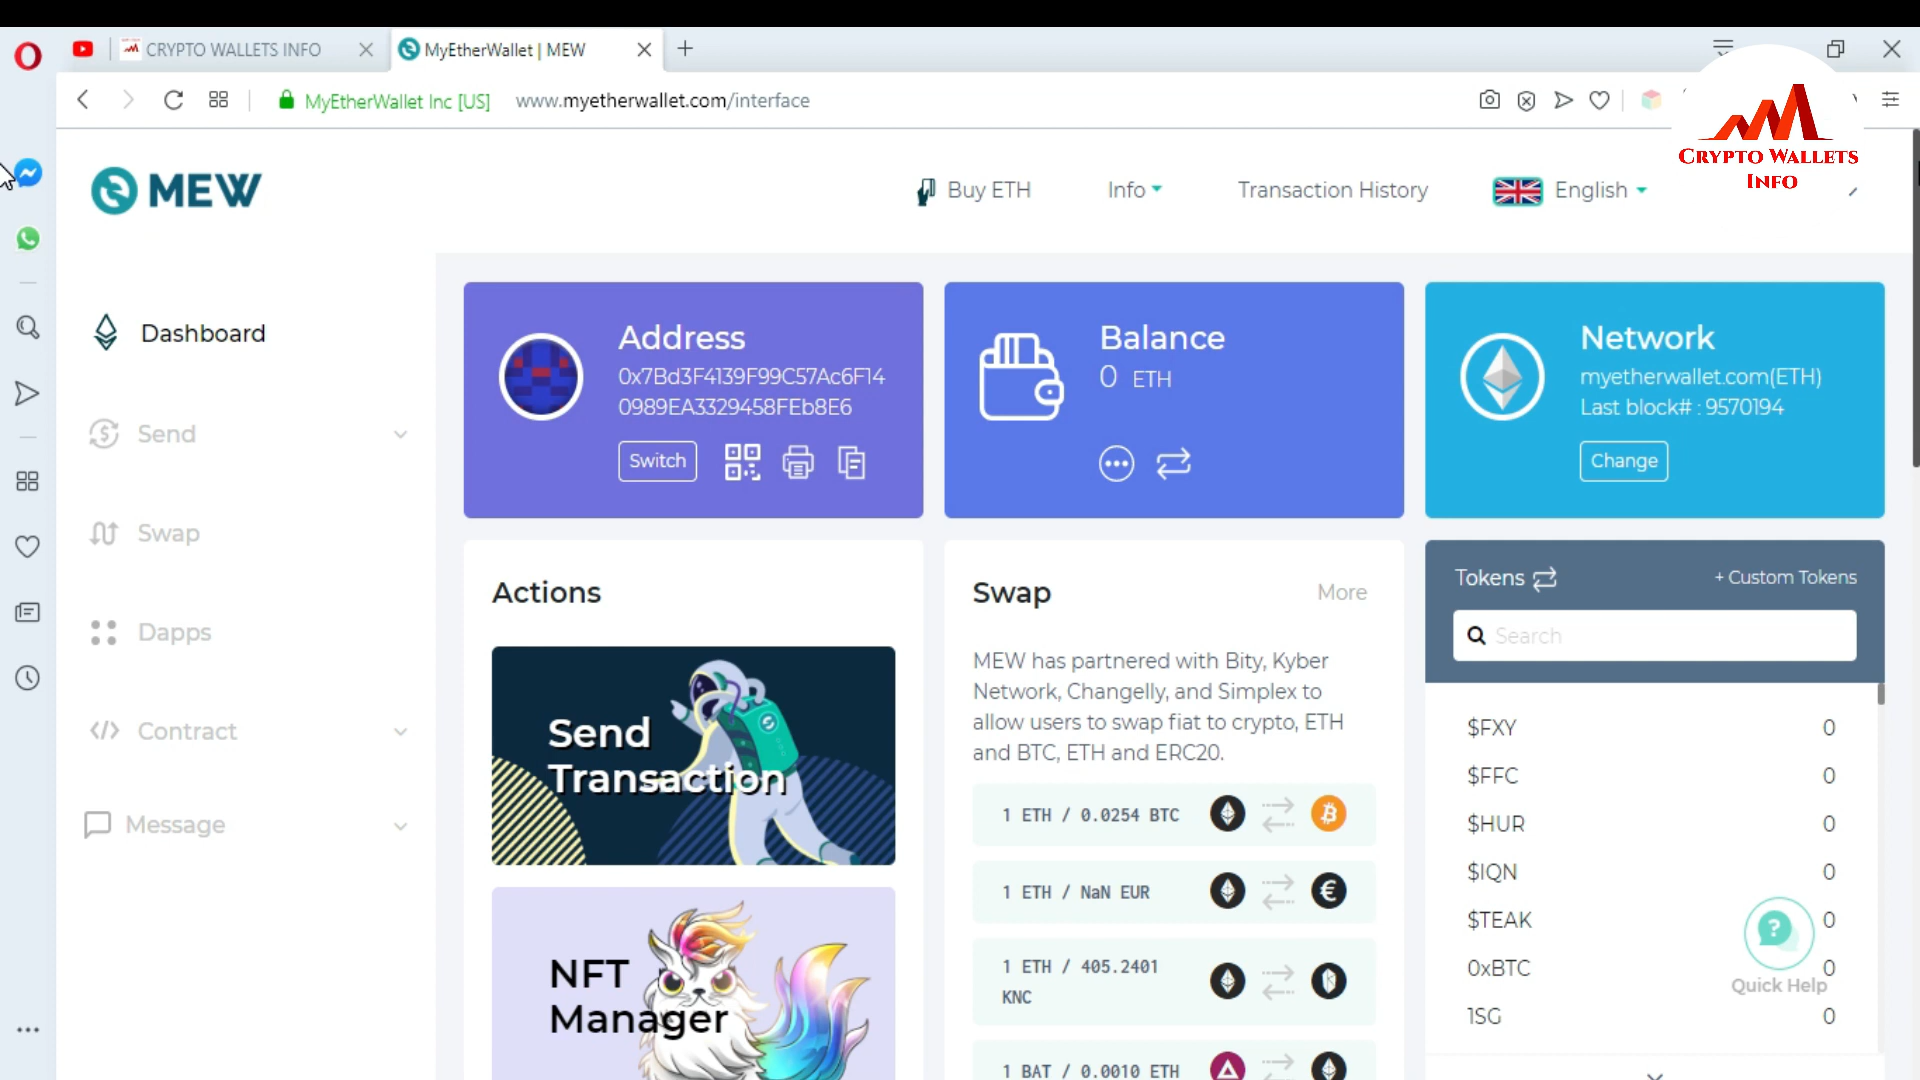 CRYPTO WALLETS INFO
MyEtherWallet | MEW
MyEtherWallet Inc [US]
www.myetherwallet.com/interface
CRYPTO WALLETS
INFO
MEW
Buy ETH
Info
Transaction History
English
Dashboard
Send
Swap
Dapps
Contract
Message
Address
0x7Bd3F4139F99C57Ac6F14
0989EA3329458FEb8E6
Switch
Balance
0 ETH
Network
myetherwallet.com(ETH)
Last block# : 9570194
Change
Actions
Send
Transaction
NFT
Manager
Swap
More
MEW has partnered with Bity, Kyber
Network, Changelly, and Simplex to
allow users to swap fiat to crypto, ETH
and BTC, ETH and ERC20.
1 ETH / 0.0254 BTC
1 ETH / NaN EUR
1 ETH / 405.2401
KNC
1 BAT / 0.0010 ETH
Tokens
+ Custom Tokens
Search
$FXY 0
$FFC 0
$HUR 0
$IQN 0
$TEAK 0
0xBTC 0
1SG 0
Quick Help